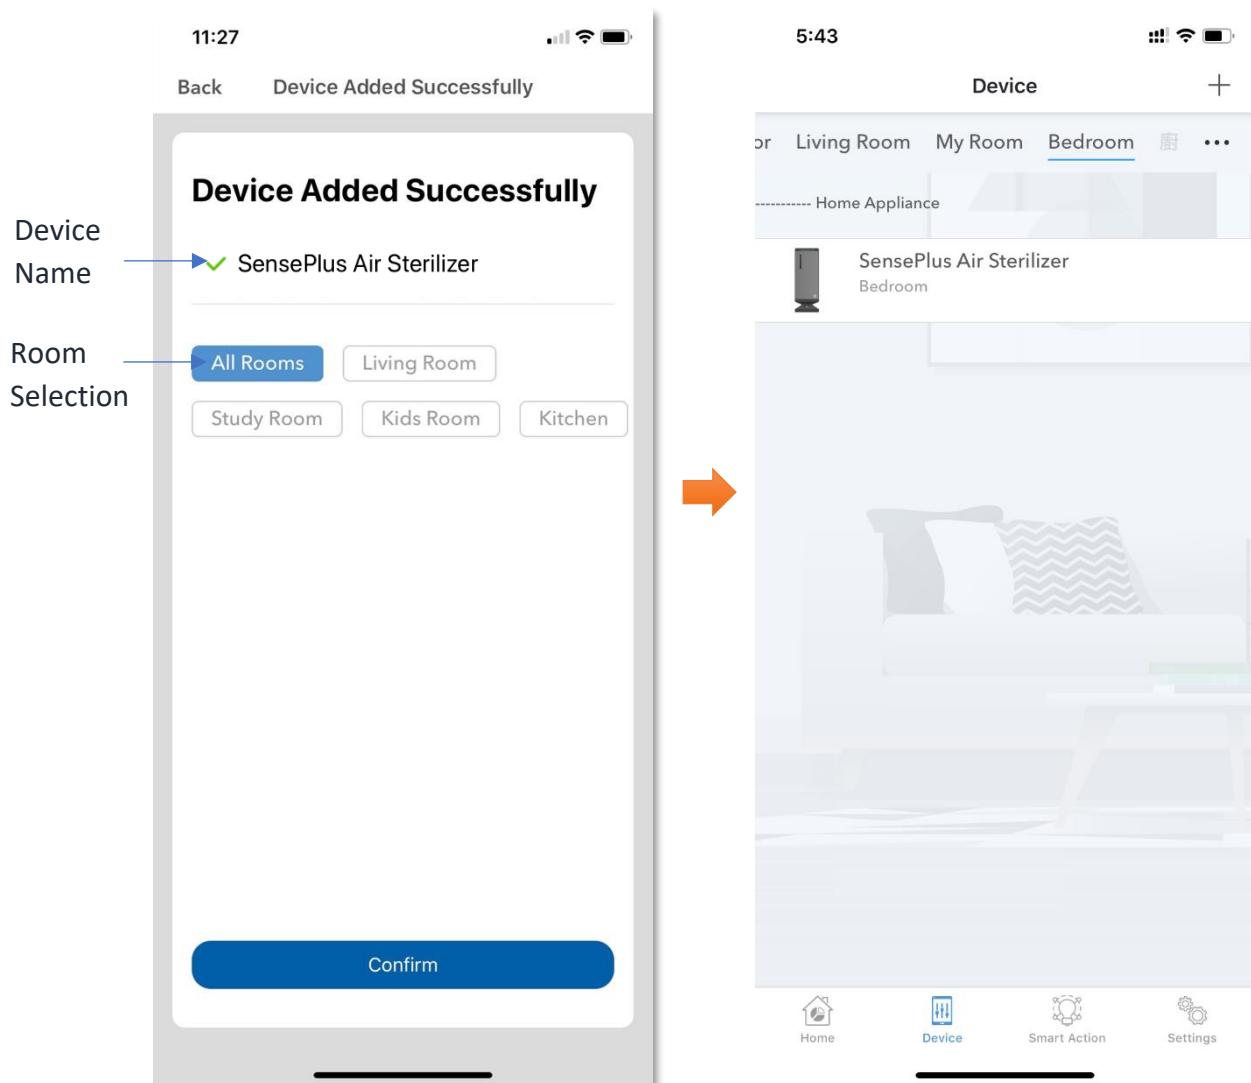 11:27
Back Device Added Successfully
Device Added Successfully
Device
Name
SensePlus Air Sterilizer
Room
Selection
All Rooms Living Room
Study Room Kids Room Kitchen
Confirm
5:43
Device
or Living Room My Room Bedroom 廚 •••
----------- Home Appliance
SensePlus Air Sterilizer
Bedroom
Home Device Smart Action Settings